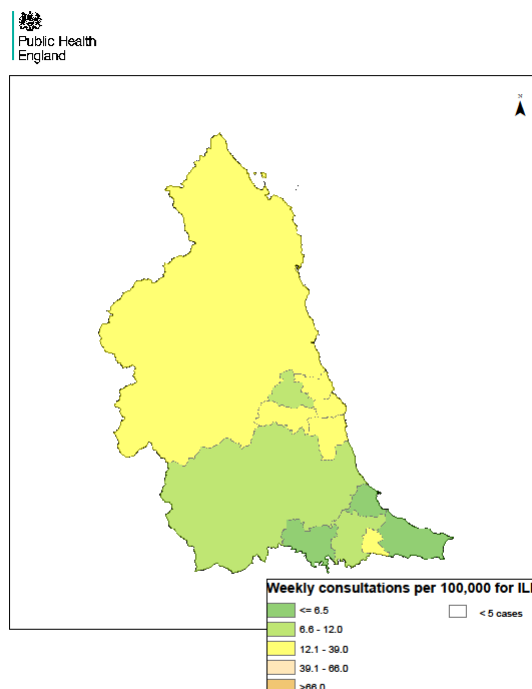 Public Health
England
N
Weekly consultations per 100,000 for IL
<= 6.5
< 5 cases
6.6 - 12.0
12.1 - 39.0
39.1 - 66.0
>66.0